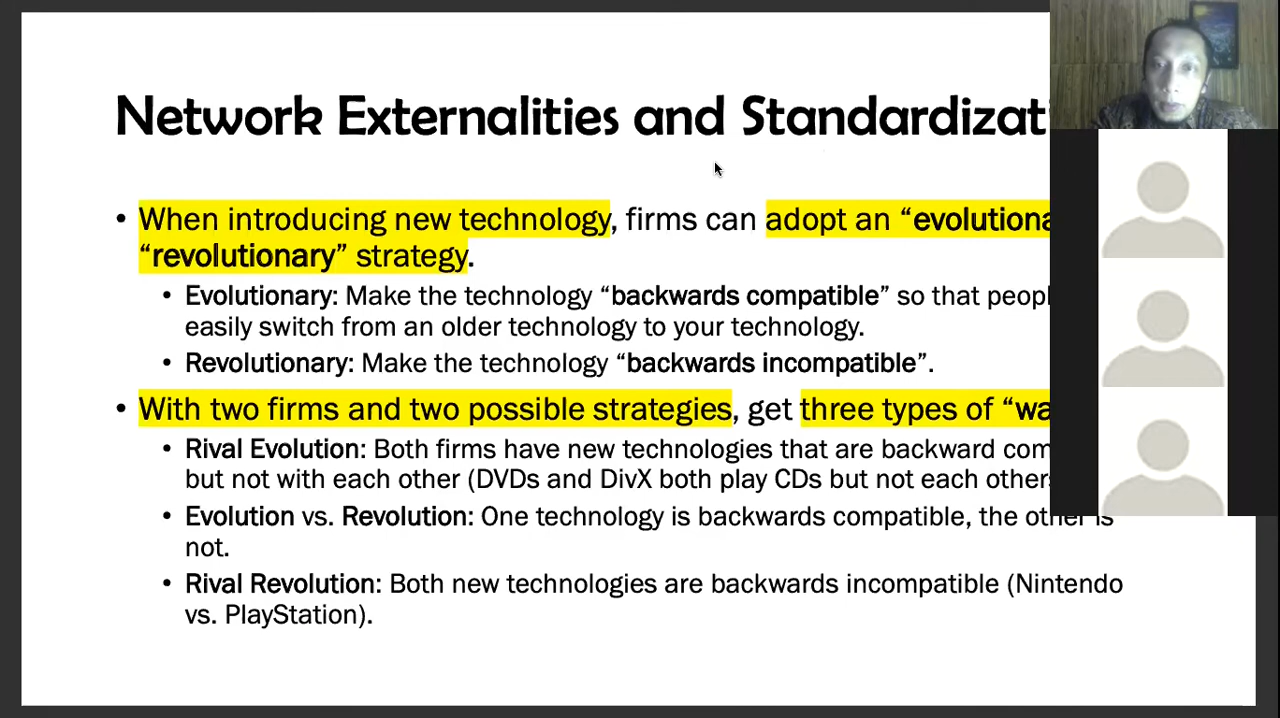 Network Externalities and Standardizat
• When introducing new technology, firms can adopt an “evolutiona
“revolutionary” strategy.
• Evolutionary: Make the technology “backwards compatible” so that peopl
easily switch from an older technology to your technology.
• Revolutionary: Make the technology “backwards incompatible”.
• With two firms and two possible strategies, get three types of “wa
• Rival Evolution: Both firms have new technologies that are backward com
but not with each other (DVDs and DivX both play CDs but not each other
• Evolution vs. Revolution: One technology is backwards compatible, the other is
not.
• Rival Revolution: Both new technologies are backwards incompatible (Nintendo
vs. PlayStation).